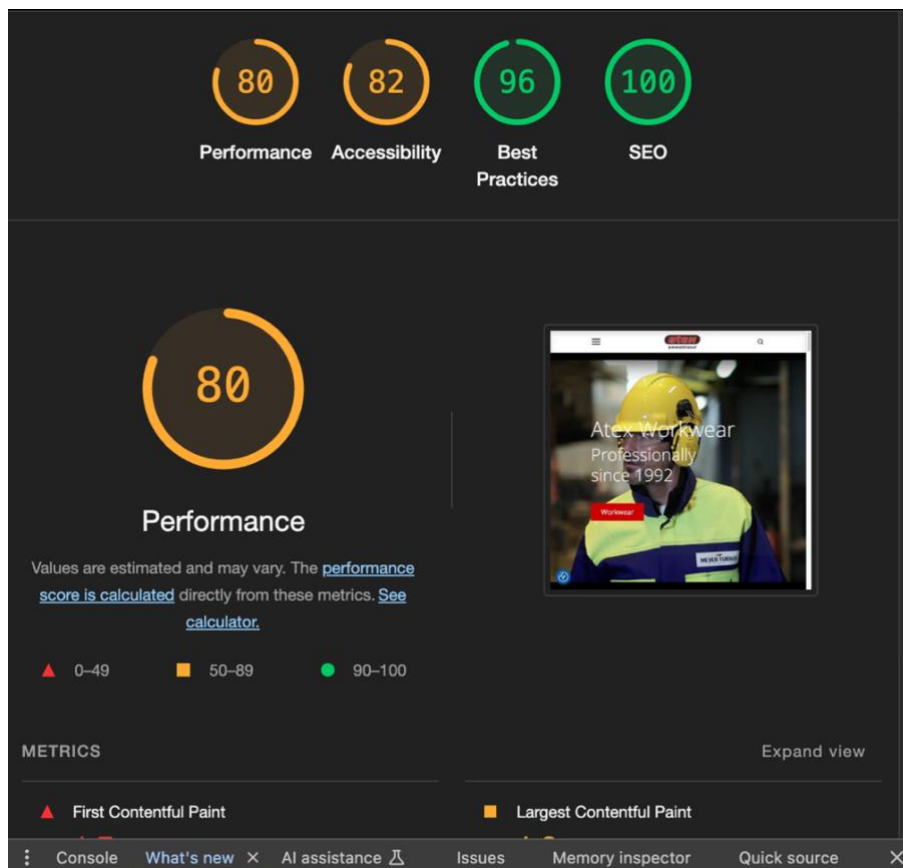 80
82
96
100
Performance
Accessibility
Best
Practices
SEO
80
Performance
Values are estimated and may vary. The performance
score is calculated directly from these metrics. See
calculator.
0–49
50–89
90–100
atex
Atex Workwear
Professionally
since 1992
Workwear
METRICS
Expand view
First Contentful Paint
Largest Contentful Paint
Console
What's new
AI assistance
Issues
Memory inspector
Quick source